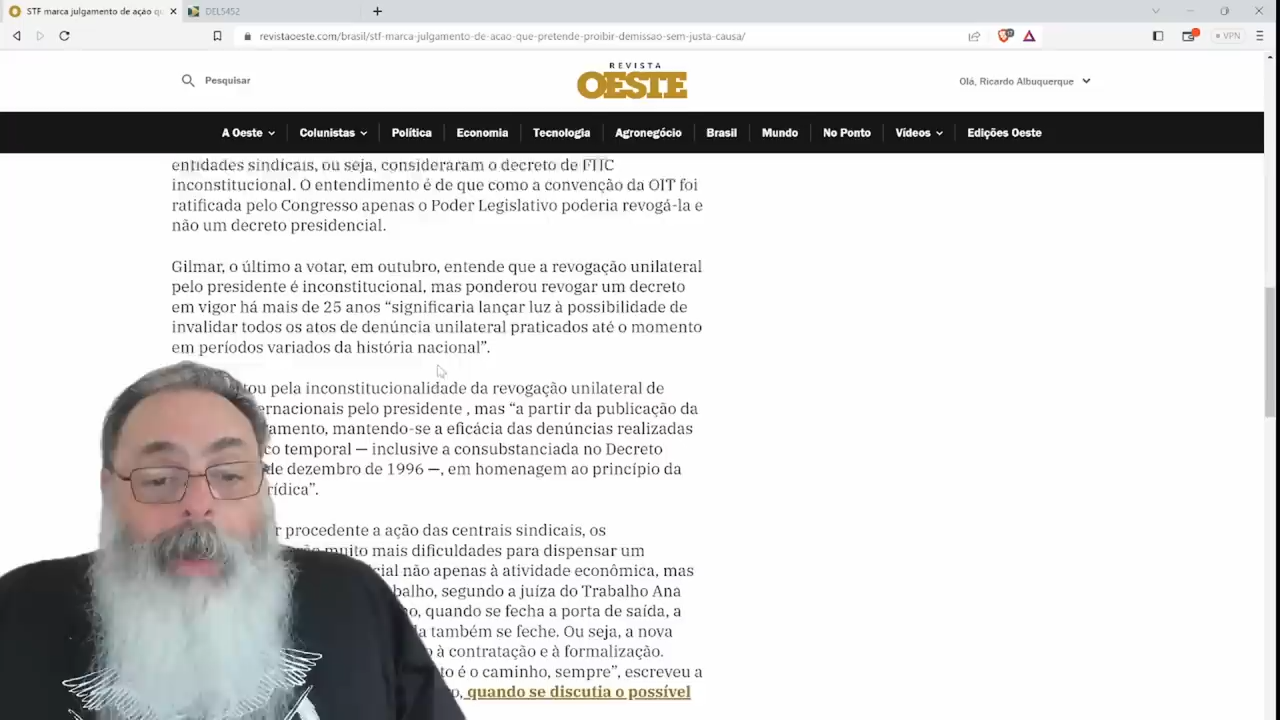 STF marca julgamento de ação qu
DEL5452
revistaoeste.com/brasil/stf-marca-julgamento-de-acao-que-pretende-proibir-demissao-sem-justa-causa/
VPN
Pesquisar
REVISTA
OESTE
Olá, Ricardo Albuquerque
A Oeste
Colunistas
Política
Economia
Tecnologia
Agronegócio
Brasil
Mundo
No Ponto
Vídeos
Edições Oeste
entidades sindicais, ou seja, consideraram o decreto de FHC
inconstitucional. O entendimento é de que como a convenção da OIT foi
ratificada pelo Congresso apenas o Poder Legislativo poderia revogá-la e
não um decreto presidencial.
Gilmar, o último a votar, em outubro, entende que a revogação unilateral
pelo presidente é inconstitucional, mas ponderou revogar um decreto
em vigor há mais de 25 anos “significaria lançar luz à possibilidade de
invalidar todos os atos de denúncia unilateral praticados até o momento
em períodos variados da história nacional”.
tou pela inconstitucionalidade da revogação unilateral de
ernacionais pelo presidente , mas “a partir da publicação da
amento, mantendo-se a eficácia das denúncias realizadas
co temporal — inclusive a consubstanciada no Decreto
de dezembro de 1996 —, em homenagem ao princípio da
rídica”.
r procedente a ação das centrais sindicais, os
muito mais dificuldades para dispensar um
cial não apenas à atividade econômica, mas
balho, segundo a juíza do Trabalho Ana
o, quando se fecha a porta de saída, a
a também se feche. Ou seja, a nova
o à contratação e à formalização.
to é o caminho, sempre”, escreveu a
o, quando se discutia o possível